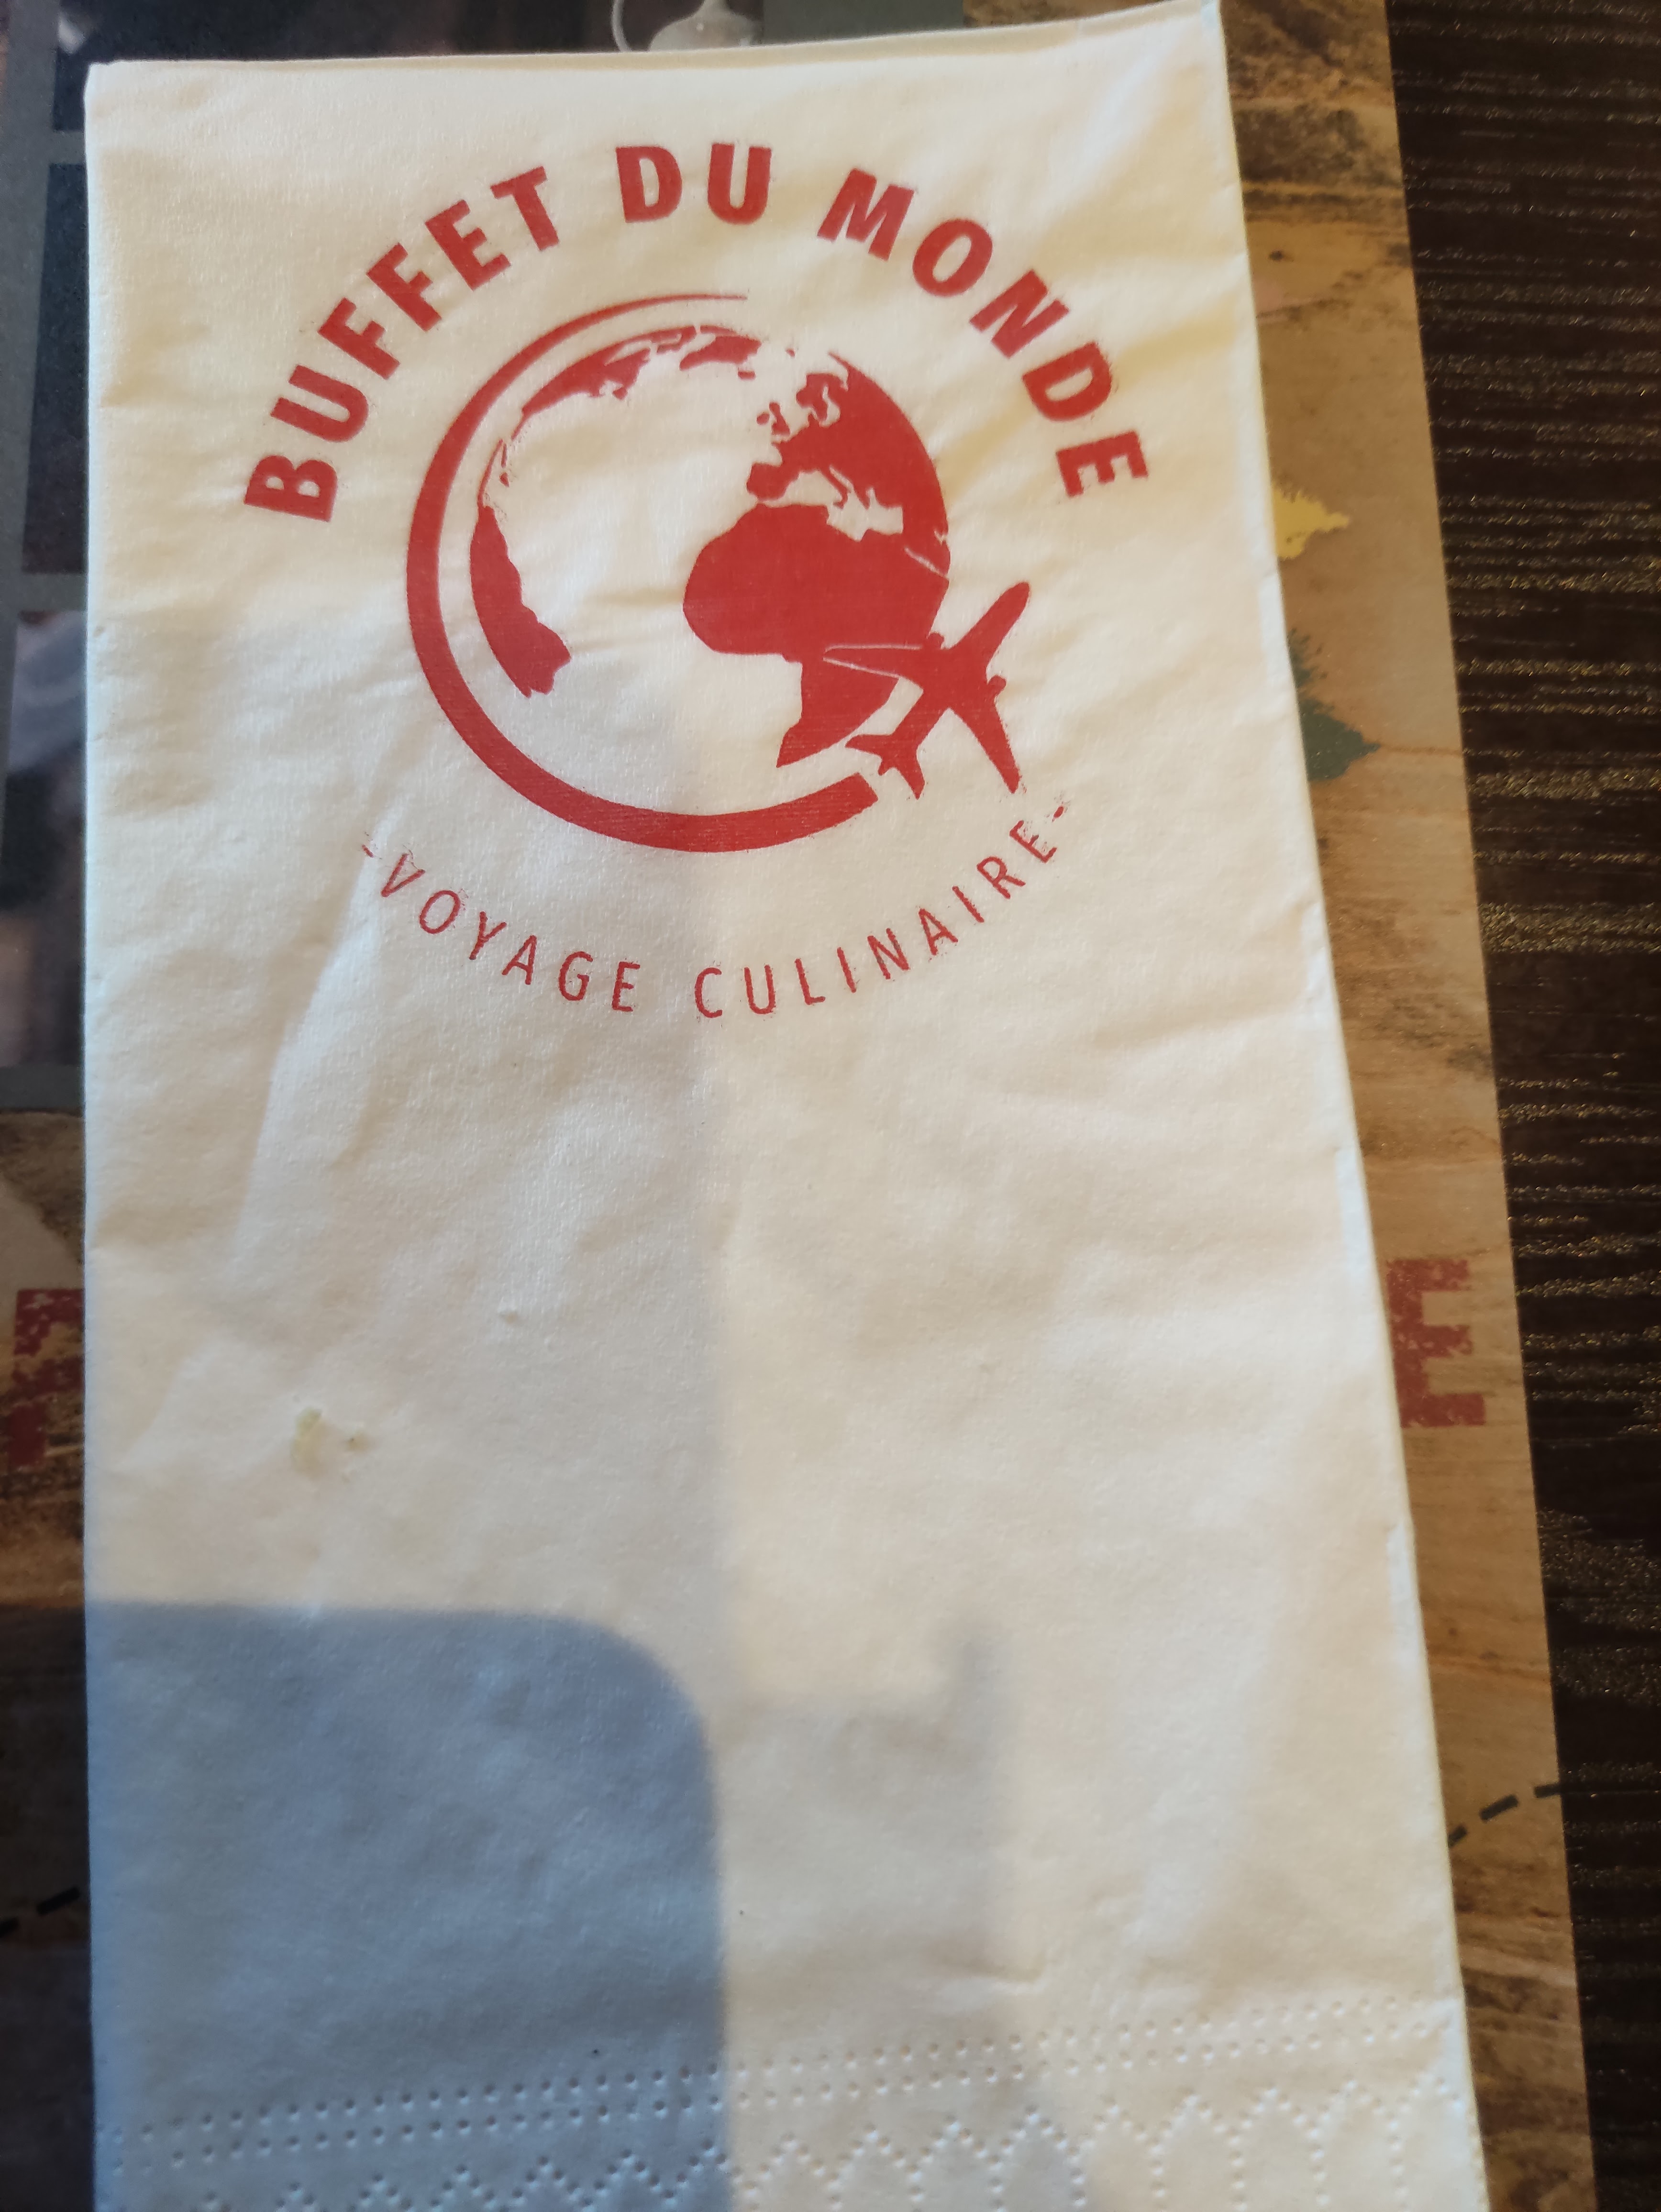 BUFFET DU MONDE
-VOYAGE CULINAIRE-